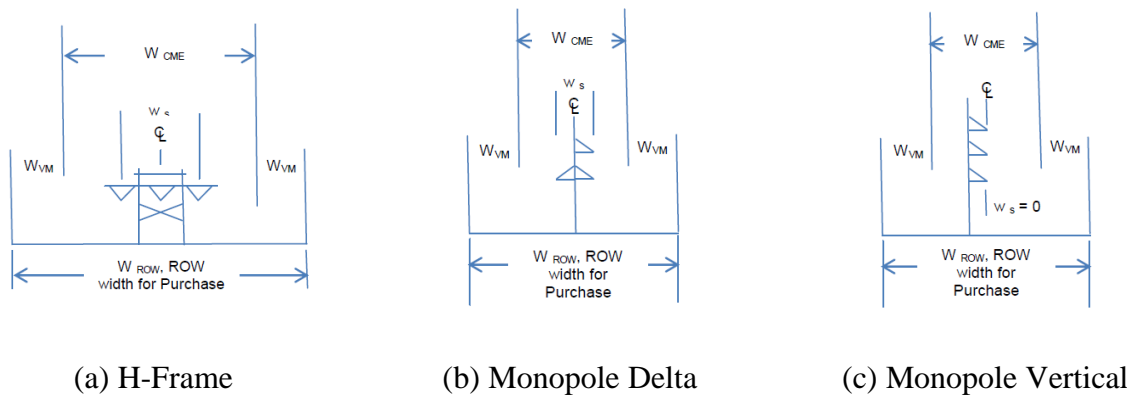 W CME
W s
℄
W VM
W VM
W ROW, ROW
width for Purchase
(a) H-Frame
W CME
W s
℄
W VM
W VM
W ROW, ROW
width for
Purchase
(b) Monopole Delta
W CME
℄
W VM
W VM
W s = 0
W ROW, ROW
width for
Purchase
(c) Monopole Vertical